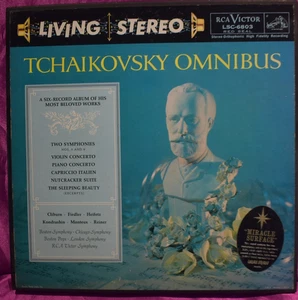 LIVING STEREO
RCA VICTOR
LSC-6603
RED SEAL
TCHAIKOVSKY OMNIBUS
A SIX-RECORD ALBUM OF HIS
MOST BELOVED WORKS
TWO SYMPHONIES
VIOLIN CONCERTO
PIANO CONCERTO
CAPRICCIO ITALIEN
NUTCRACKER SUITE
THE SLEEPING BEAUTY
Cliburn · Fiedler · Heifetz
Kondrashin · Monteux · Reiner
Boston Symphony · Chicago Symphony
Boston Pops · London Symphony
RCA Victor Symphony
"MIRACLE
SURFACE"